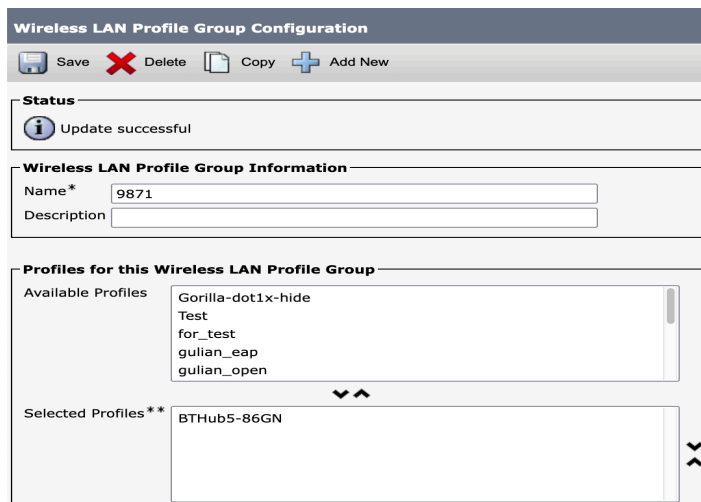 Wireless LAN Profile Group Configuration
Save Delete Copy Add New
Status
Update successful
Wireless LAN Profile Group Information
Name* 9871
Description
Profiles for this Wireless LAN Profile Group
Available Profiles
Gorilla-dot1x-hide
Test
for_test
gulian_eap
gulian_open
Selected Profiles**
BTHub5-86GN